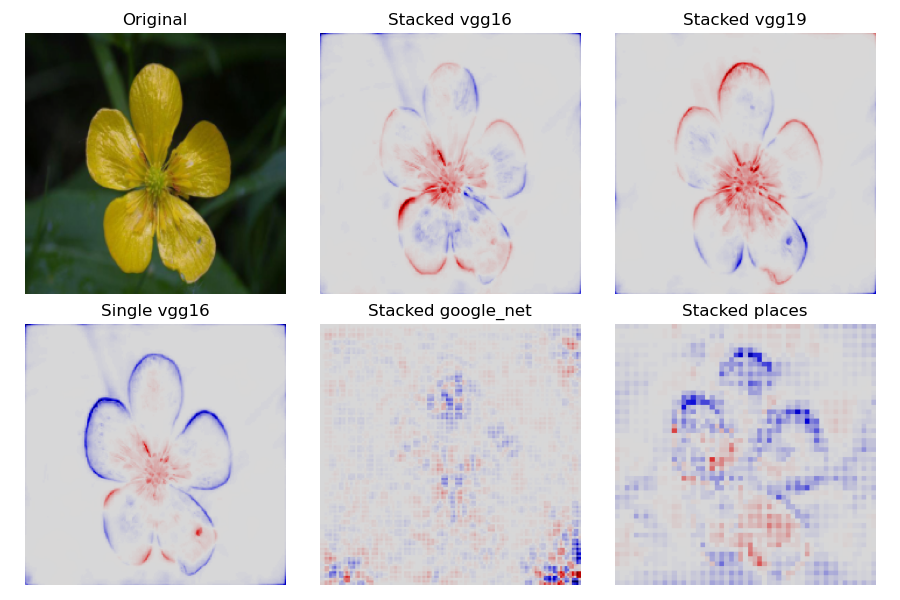 Original
Stacked vgg16
Stacked vgg19
Single vgg16
Stacked google_net
Stacked places